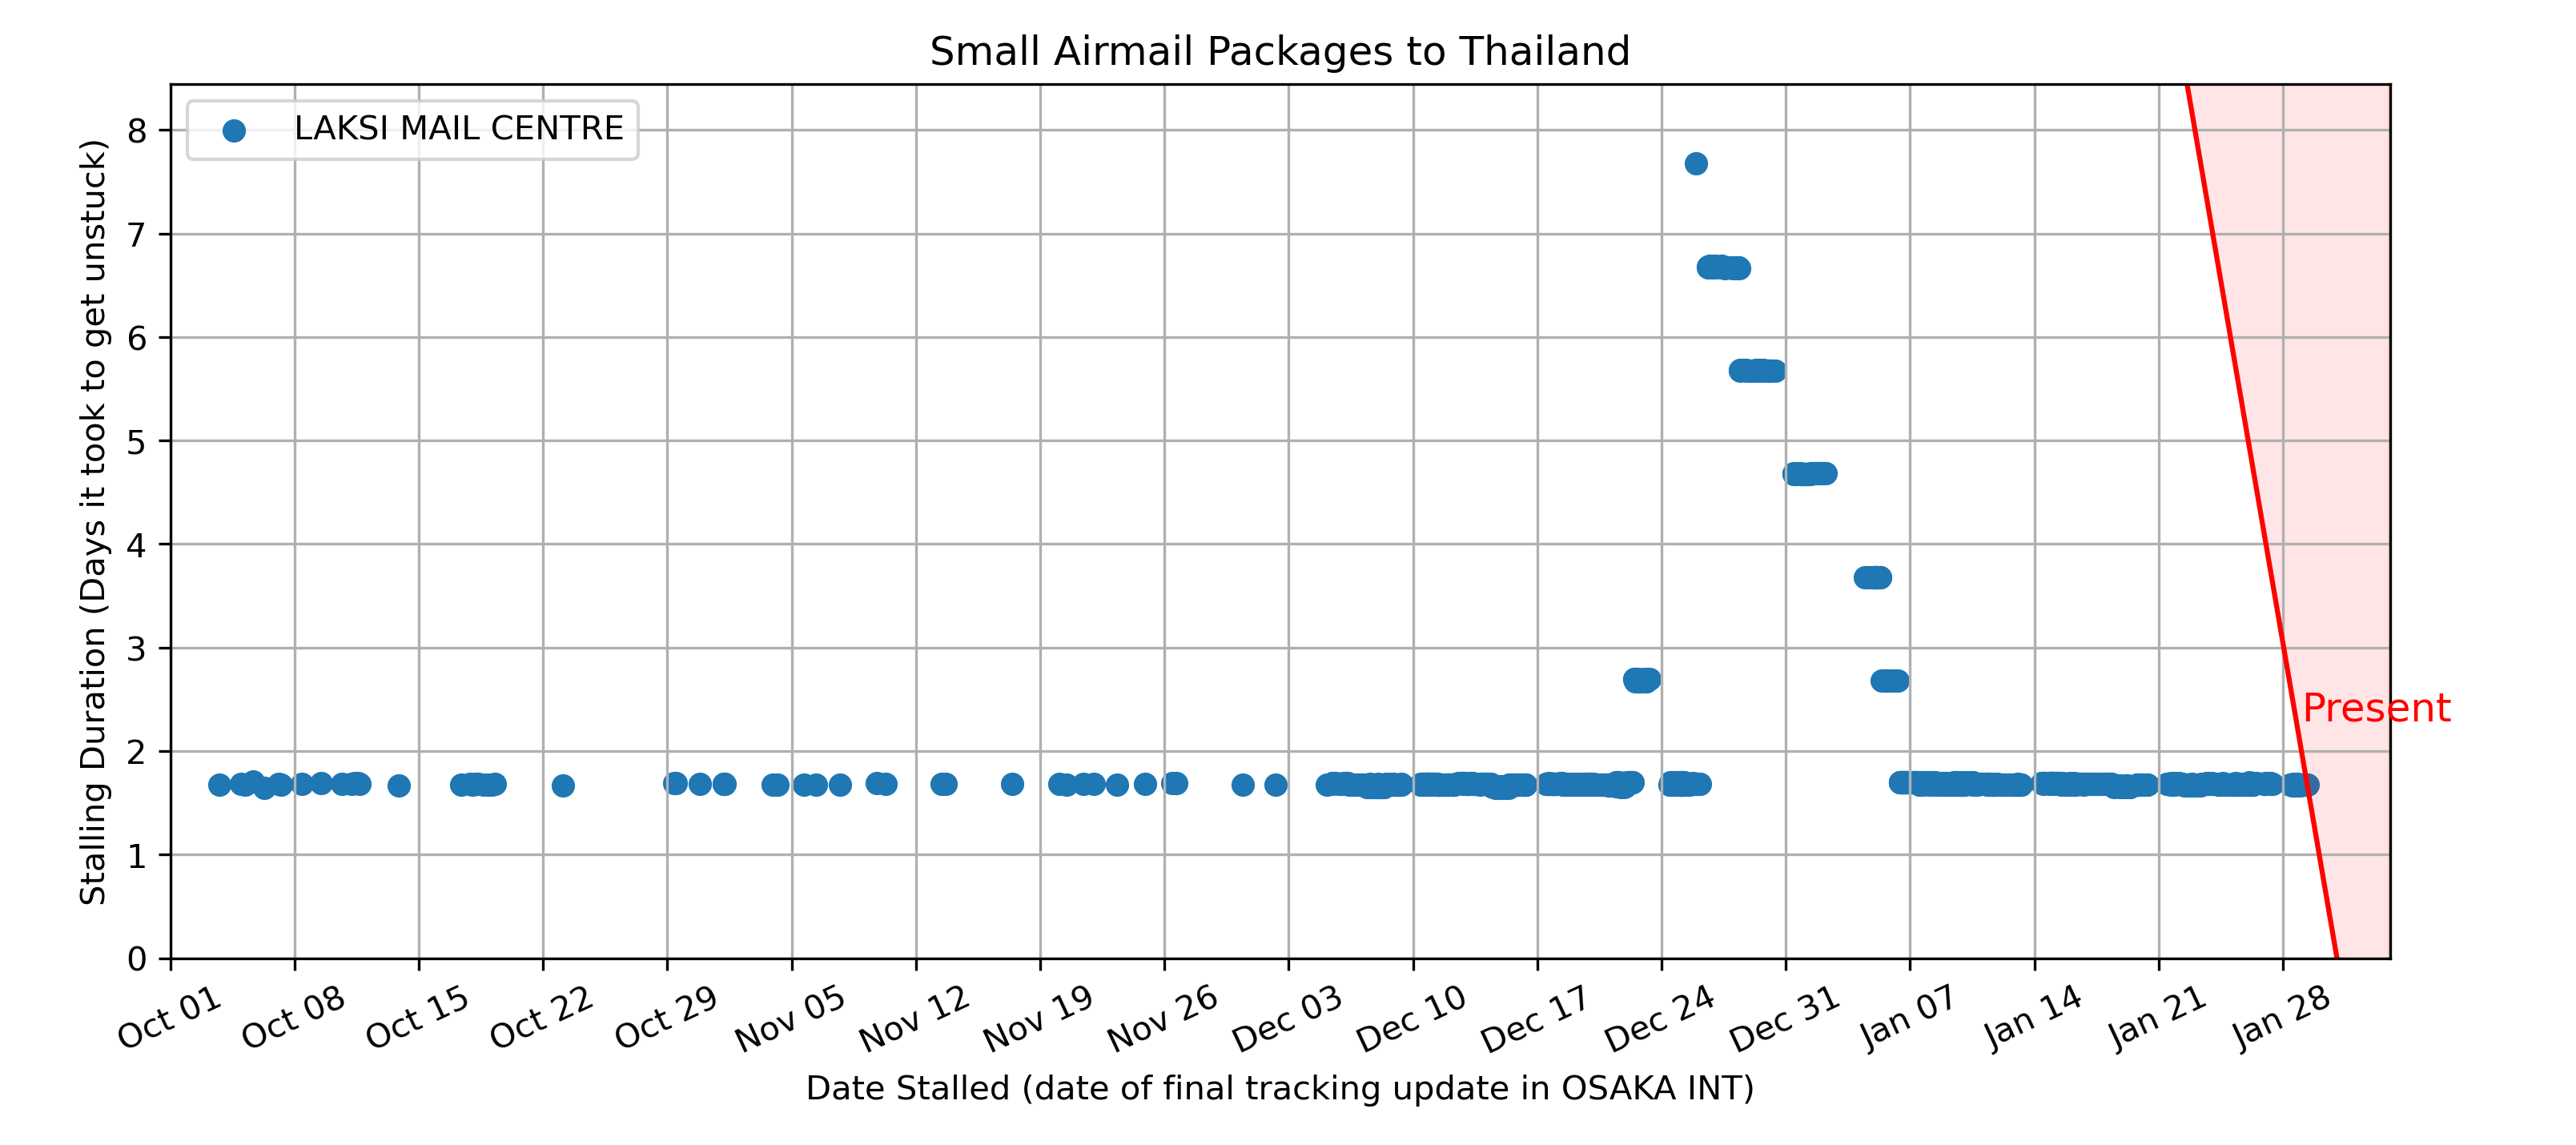 Small Airmail Packages to Thailand
LAKSI MAIL CENTRE
Stalling Duration (Days it took to get unstuck)
8
7
6
5
4
3
2
1
0
Present
Oct 01
Oct 08
Oct 15
Oct 22
Oct 29
Nov 05
Nov 12
Nov 19
Nov 26
Dec 03
Dec 10
Dec 17
Dec 24
Dec 31
Jan 07
Jan 14
Jan 21
Jan 28
Date Stalled (date of final tracking update in OSAKA INT)